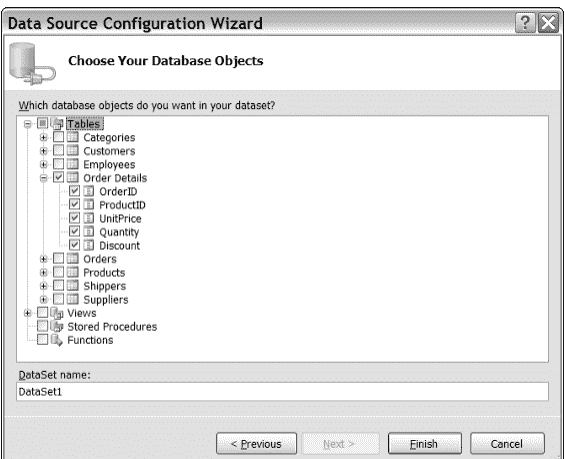 Data Source Configuration Wizard
Choose Your Database Objects
Which database objects do you want in your dataset?
Tables
Categories
Customers
Employees
Order Details
OrderID
ProductID
UnitPrice
Quantity
Discount
Orders
Products
Shippers
Suppliers
Views
Stored Procedures
Functions
DataSet name:
DataSet1
< Previous Next > Finish Cancel